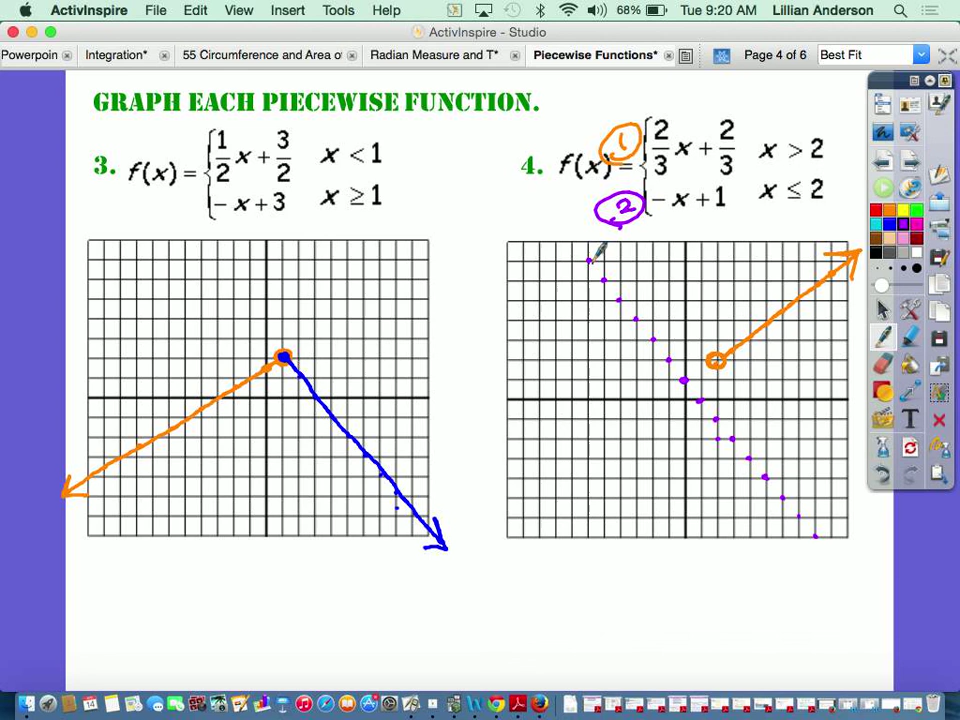 ActivInspire File Edit View Insert Tools Help 68% Tue 9:20 AM Lillian Anderson
ActivInspire - Studio
Powerpoin Integration* 55 Circumference and Area of Radian Measure and T* Piecewise Functions* Page 4 of 6 Best Fit
GRAPH EACH PIECEWISE FUNCTION.
3. f(x) = { 1/2 x + 3/2 x < 1
- x + 3 x ≥ 1
4. f(x) = { 2/3 x + 2/3 x > 2
- x + 1 x ≤ 2
1
2